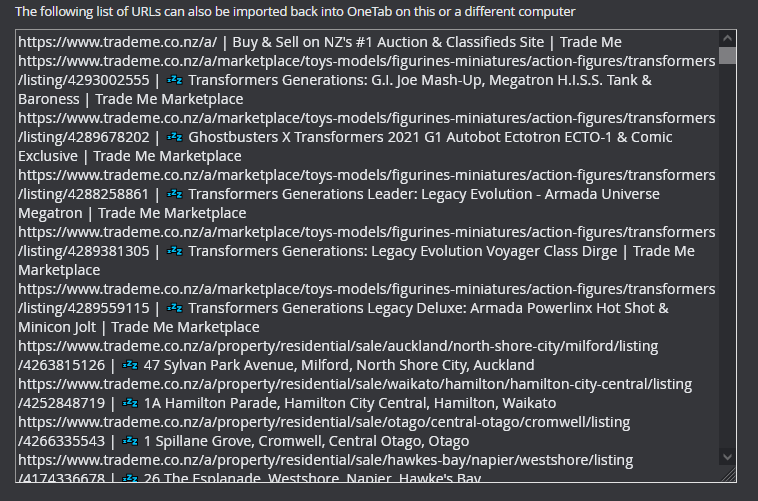 The following list of URLs can also be imported back into OneTab on this or a different computer
https://www.trademe.co.nz/a/ | Buy & Sell on NZ's #1 Auction & Classifieds Site | Trade Me
https://www.trademe.co.nz/a/marketplace/toys-models/figurines-miniatures/action-figures/transformers
/listing/4293002555 | 💤 Transformers Generations: G.I. Joe Mash-Up, Megatron H.I.S.S. Tank &
Baroness | Trade Me Marketplace
https://www.trademe.co.nz/a/marketplace/toys-models/figurines-miniatures/action-figures/transformers
/listing/4289678202 | 💤 Ghostbusters X Transformers 2021 G1 Autobot Ectotron ECTO-1 & Comic
Exclusive | Trade Me Marketplace
https://www.trademe.co.nz/a/marketplace/toys-models/figurines-miniatures/action-figures/transformers
/listing/4288258861 | 💤 Transformers Generations Leader: Legacy Evolution - Armada Universe
Megatron | Trade Me Marketplace
https://www.trademe.co.nz/a/marketplace/toys-models/figurines-miniatures/action-figures/transformers
/listing/4289381305 | 💤 Transformers Generations: Legacy Evolution Voyager Class Dirge | Trade Me
Marketplace
https://www.trademe.co.nz/a/marketplace/toys-models/figurines-miniatures/action-figures/transformers
/listing/4289559115 | 💤 Transformers Generations Legacy Deluxe: Armada Powerlinx Hot Shot &
Minicon Jolt | Trade Me Marketplace
https://www.trademe.co.nz/a/property/residential/sale/auckland/north-shore-city/milford/listing
/4263815126 | 💤 47 Sylvan Park Avenue, Milford, North Shore City, Auckland
https://www.trademe.co.nz/a/property/residential/sale/waikato/hamilton/hamilton-city-central/listing
/4252848719 | 💤 1A Hamilton Parade, Hamilton City Central, Hamilton, Waikato
https://www.trademe.co.nz/a/property/residential/sale/otago/central-otago/cromwell/listing
/4266335543 | 💤 1 Spillane Grove, Cromwell, Central Otago, Otago
https://www.trademe.co.nz/a/property/residential/sale/hawkes-bay/napier/westshore/listing
/4174336678 | 💤 26 The Esplanade, Westshore, Napier, Hawke's Bay